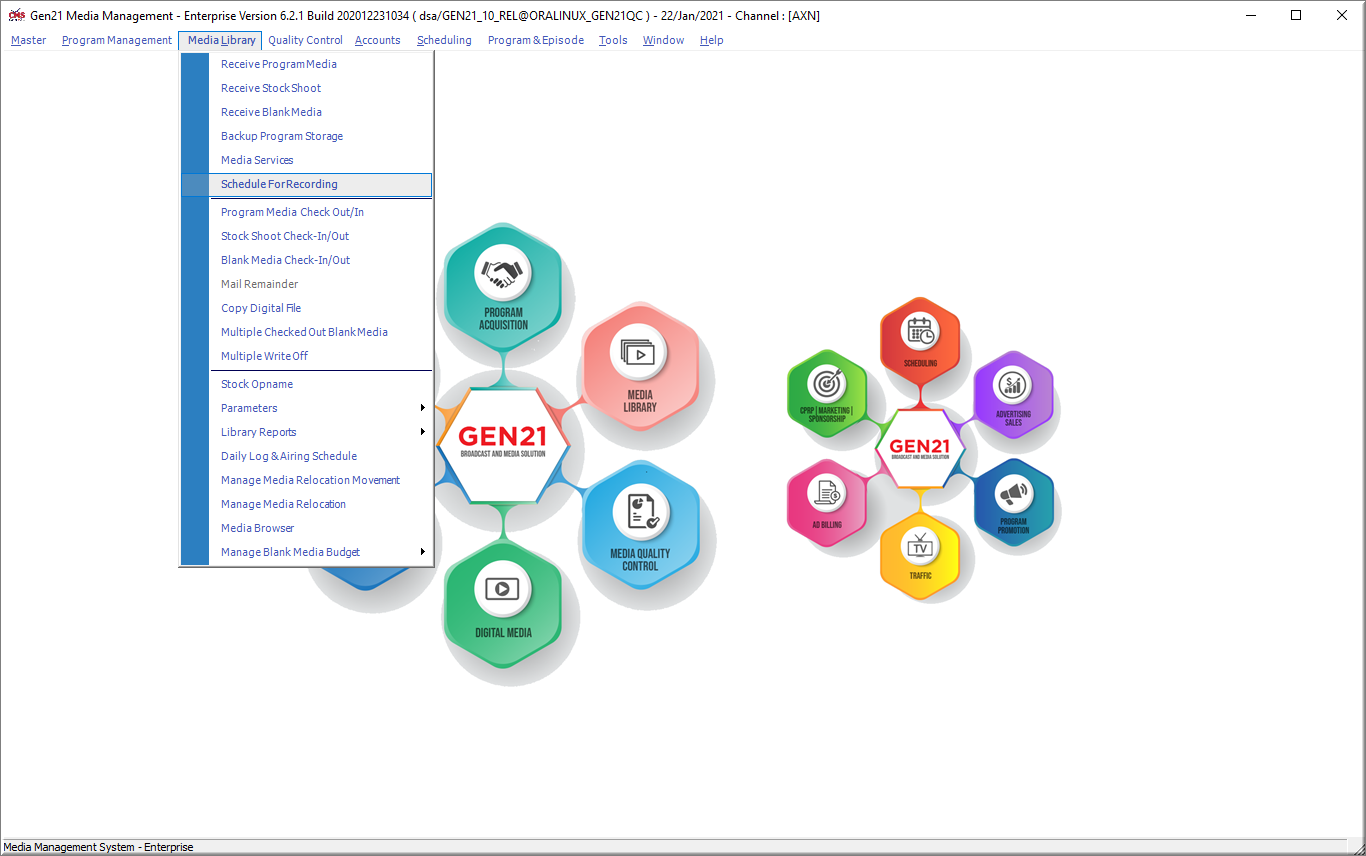 Gen21 Media Management - Enterprise Version 6.2.1 Build 202012231034 ( dsa/GEN21_10_REL@ORALINUX_GEN21QC ) - 22/Jan/2021 - Channel : [AXN]
Master Program Management Media Library Quality Control Accounts Scheduling Program & Episode Tools Window Help
Receive Program Media
Receive Stock Shoot
Receive Blank Media
Backup Program Storage
Media Services
Schedule For Recording
Program Media Check Out/In
Stock Shoot Check-In/Out
Blank Media Check-In/Out
Mail Remainder
Copy Digital File
Multiple Checked Out Blank Media
Multiple Write Off
Stock Opname
Parameters
Library Reports
Daily Log & Airing Schedule
Manage Media Relocation Movement
Manage Media Relocation
Media Browser
Manage Blank Media Budget
PROGRAM
ACQUISITION
MEDIA
LIBRARY
GEN21
BROADCAST AND MEDIA SOLUTION
MEDIA QUALITY
CONTROL
DIGITAL MEDIA
SCHEDULING
CPRP | MARKETING |
SPONSORSHIP
ADVERTISING
SALES
GEN21
BROADCAST AND MEDIA SOLUTION
AD BILLING
PROGRAM
PROMOTION
TV
TRAFFIC
Media Management System - Enterprise